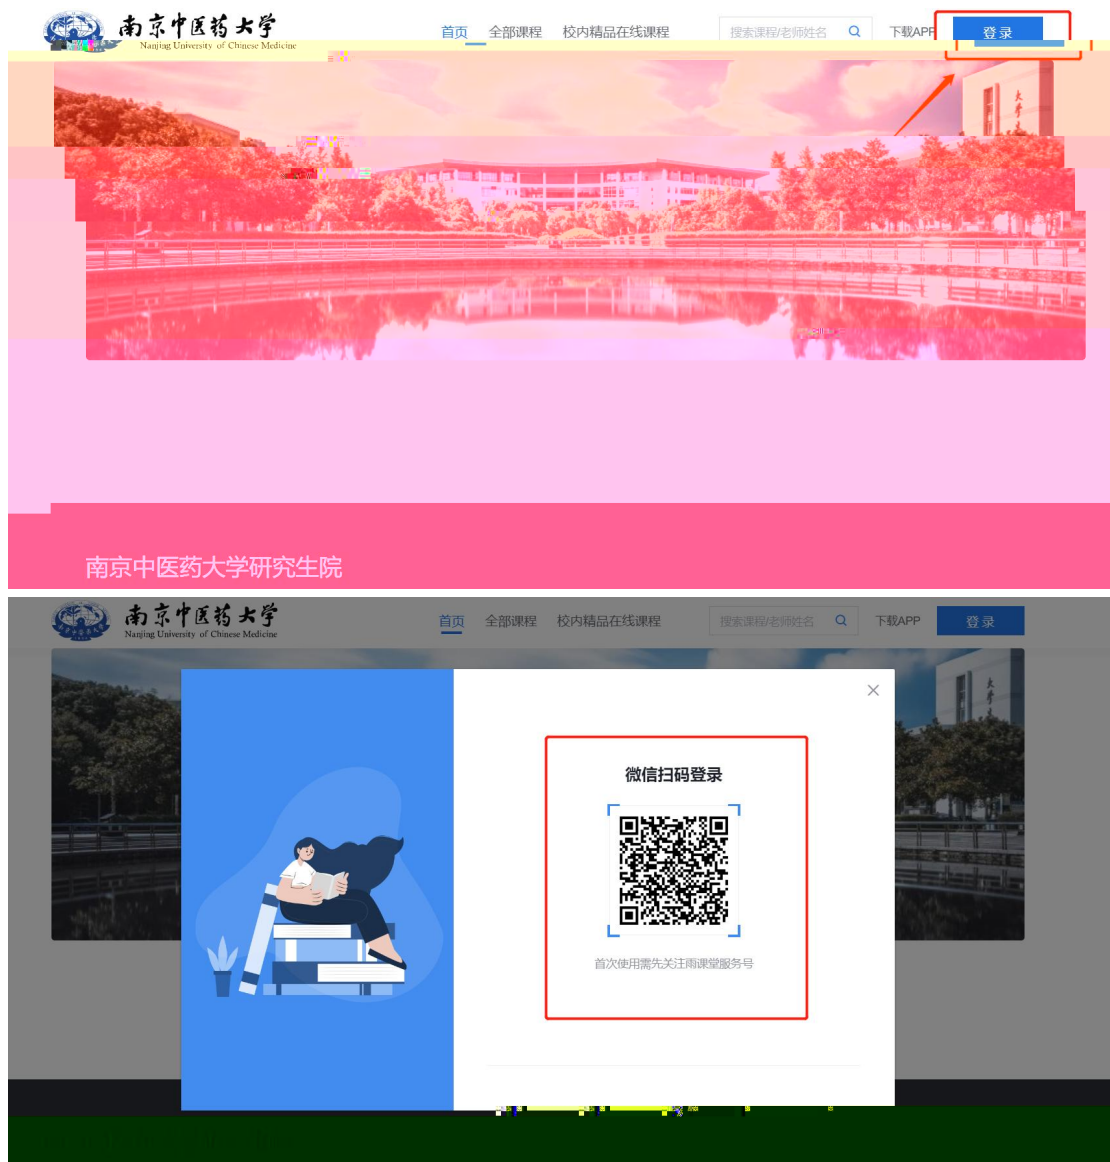 南京中医药大学
Nanjing University of Chinese Medicine
首页 全部课程 校内精品在线课程 搜索课程/老师姓名 下载APP 登录
大学
南京中医药大学研究生院
南京中医药大学
Nanjing University of Chinese Medicine
首页 全部课程 校内精品在线课程 搜索课程/老师姓名 下载APP 登录
大学
微信扫码登录
首次使用需先关注雨课堂服务号